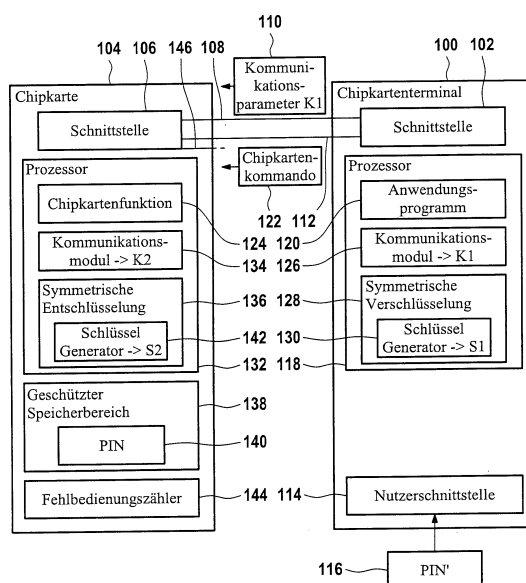 110
104 106 108 146
Kommuni-
kations-
parameter K1
100 102
Chipkarte
Chipkartenterminal
Schnittstelle
Schnittstelle
Prozessor
Chipkarten-
kommando
Prozessor
Chipkartenfunktion
122 112
Anwendungs-
programm
124 120
Kommunikations-
modul -> K2
134 126
Kommunikations-
modul -> K1
Symmetrische
Entschlüsselung
136 128
Symmetrische
Verschlüsselung
Schlüssel
Generator -> S2
142 130
Schlüssel
Generator -> S1
132 118
Geschützter
Speicherbereich
138
PIN
140
Fehlbedienungszähler
144 114
Nutzerschnittstelle
116
PIN'